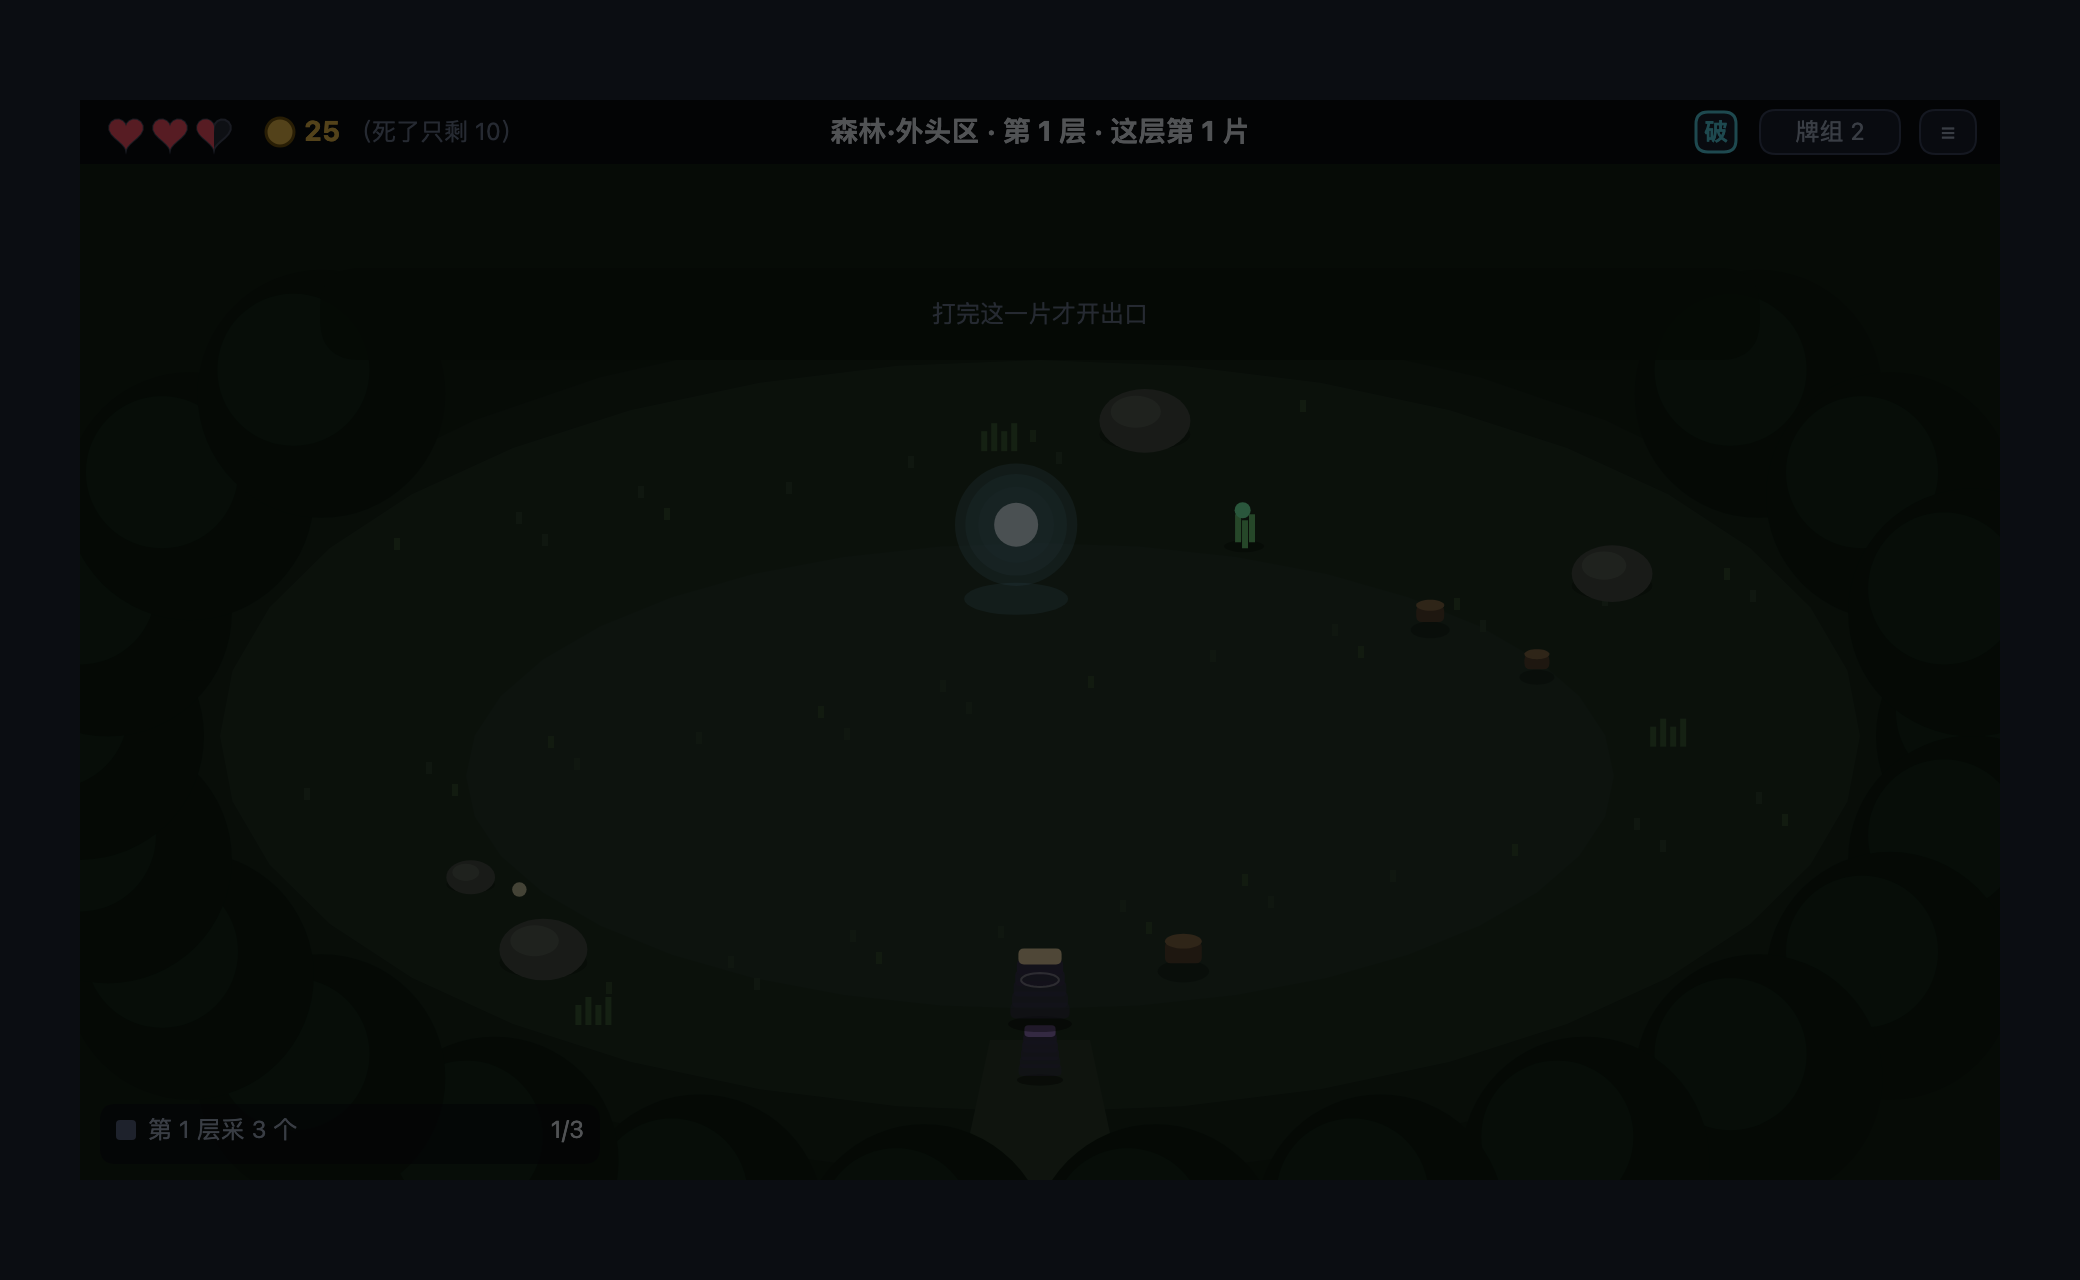 25 (死了只剩 10)
森林·外头区 · 第 1 层 · 这层第 1 片
破
牌组 2
≡
打完这一片才开出口
第 1 层采 3 个
1/3